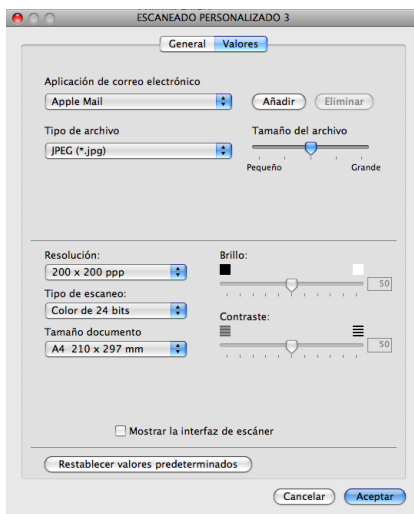 ESCANEADO PERSONALIZADO 3
General Valores
Aplicación de correo electrónico
Apple Mail Añadir Eliminar
Tipo de archivo Tamaño del archivo
JPEG (*.jpg)
Pequeño Grande
Resolución: Brillo:
200 x 200 ppp
50
Tipo de escaneo:
Color de 24 bits
Contraste:
Tamaño documento
A4 210 x 297 mm 50
Mostrar la interfaz de escáner
Restablecer valores predeterminados
Cancelar Aceptar